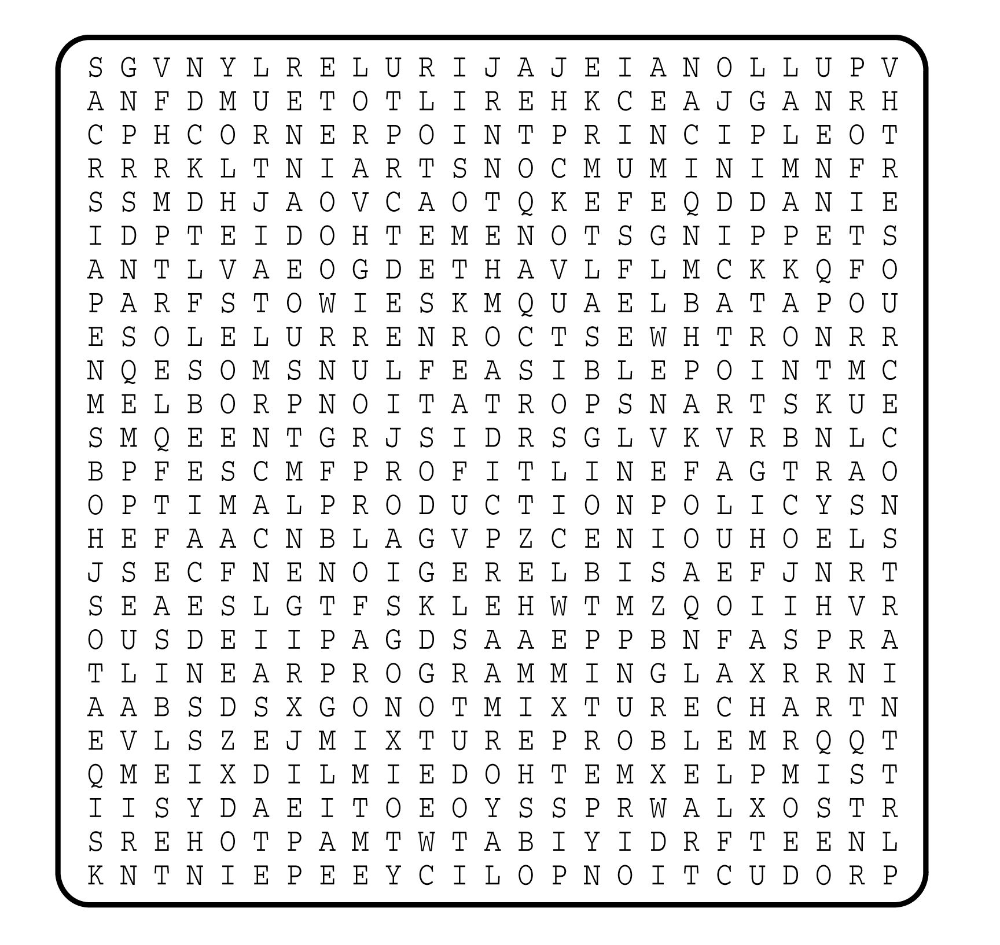 S G V N Y L R E L U R I J A J E I A N O L L U P V
A N F D M U E T O T L I R E H K C E A J G A N R H
C P H C O R N E R P O I N T P R I N C I P L E O T
R R R K L T N I A R T S N O C M U M I N I M N F R
S S M D H J A O V C A O T Q K E F E Q D D A N I E
I D P T E I D O H T E M E N O T S G N I P P E T S
A N T L V A E O G D E T H A V L F L M C K K Q F O
P A R F S T O W I E S K M Q U A E L B A T A P O U
E S O L E L U R R E N R O C T S E W H T R O N R R
N Q E S O M S N U L F E A S I B L E P O I N T M C
M E L B O R P N O I T A T R O P S N A R T S K U E
S M Q E E N T G R J S I D R S G L V K V R B N L C
B P F E S C M F P R O F I T L I N E F A G T R A O
O P T I M A L P R O D U C T I O N P O L I C Y S N
H E F A A C N B L A G V P Z C E N I O U H O E L S
J S E C F N E N O I G E R E L B I S A E F J N R T
S E A E S L G T F S K L E H W T M Z Q O I I H V R
O U S D E I I P A G D S A A E P P B N F A S P R A
T L I N E A R P R O G R A M M I N G L A X R R N I
A A B S D S X G O N O T M I X T U R E C H A R T N
E V L S Z E J M I X T U R E P R O B L E M R Q Q T
Q M E I X D I L M I E D O H T E M X E L P M I S T
I I S Y D A E I T O E O Y S S P R W A L X O S T R
S R E H O T P A M T W T A B I Y I D R F T E E N L
K N T N I E P E E Y C I L O P N O I T C U D O R P